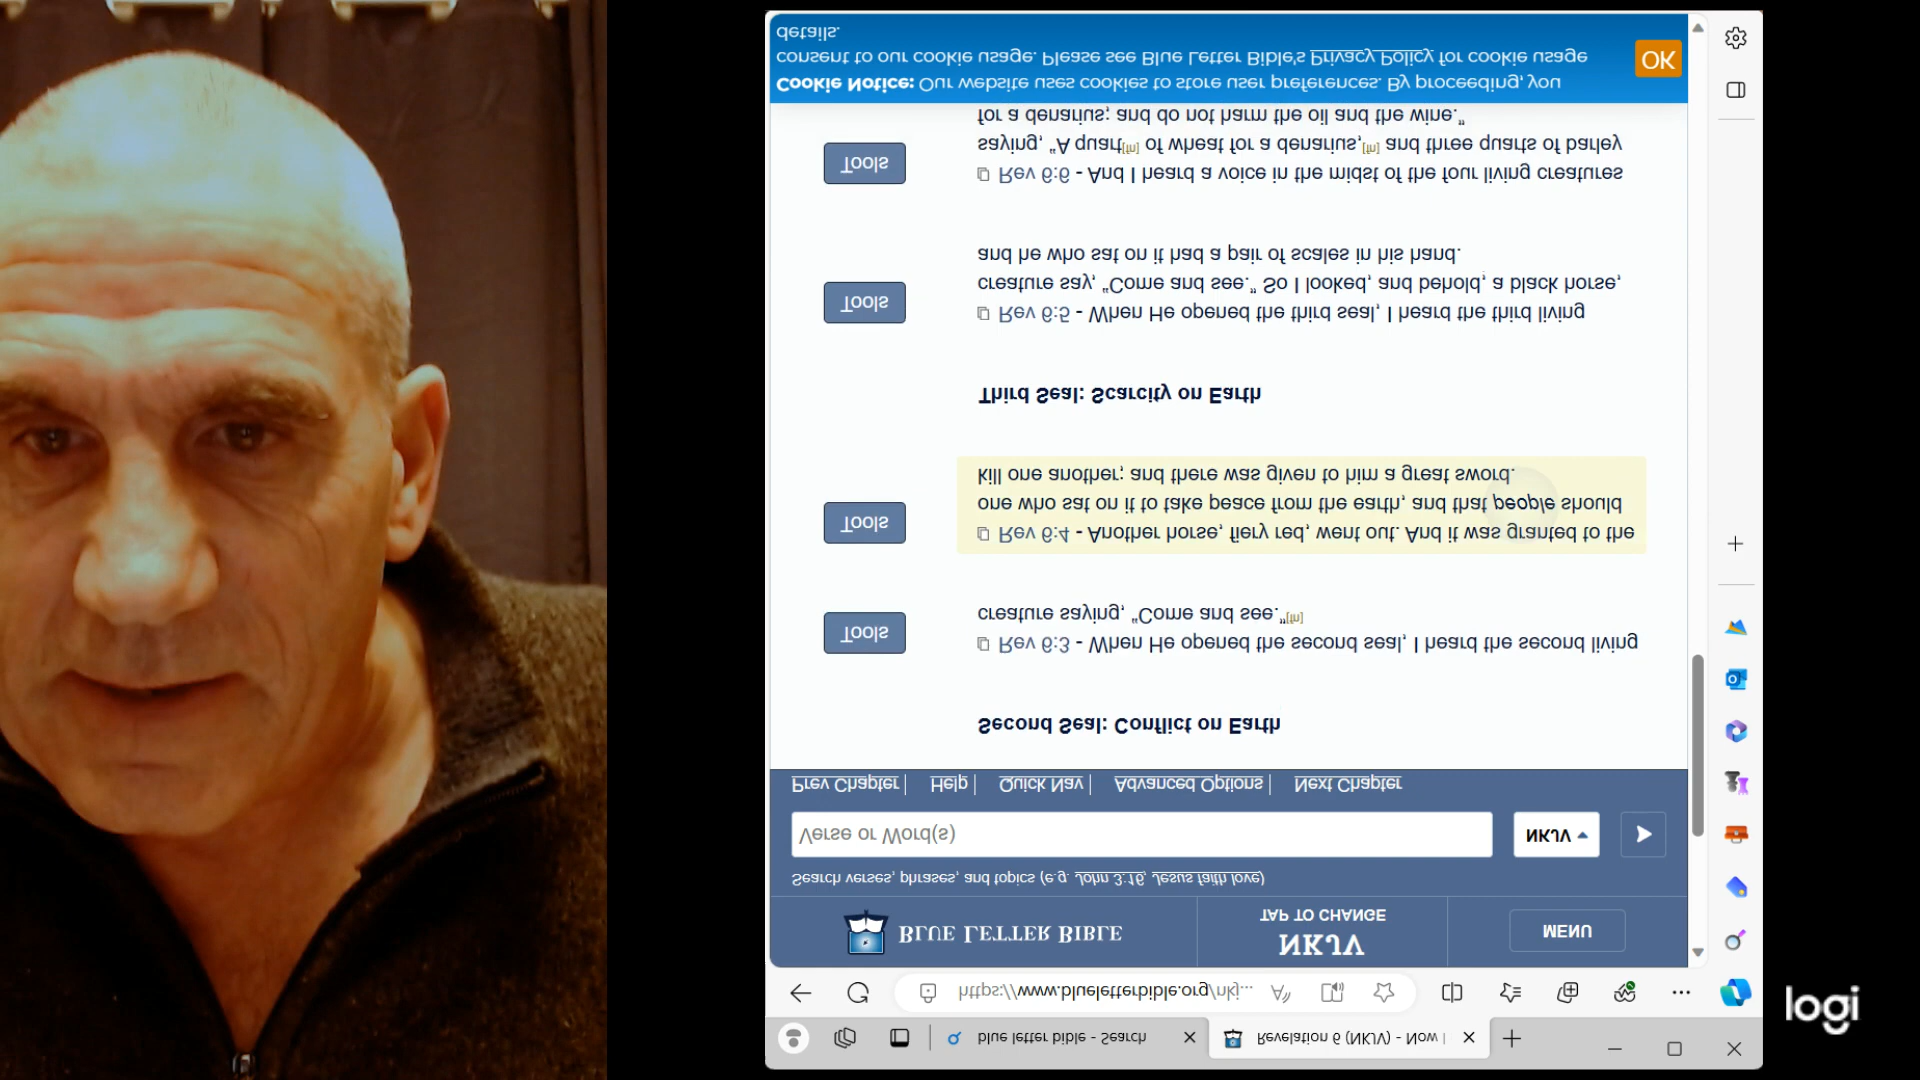 blue letter bible - Search
Revelation 6 (NKJV) - Now
https://www.blueletterbible.org/nkj...
BLUE LETTER BIBLE
NKJV
TAP TO CHANGE
MENU
Search verses, phrases, and topics (e.g. John 3:16, Jesus faith love)
Verse or Word(s)
NKJV
Prev Chapter | Help | Quick Nav | Advanced Options | Next Chapter
Second Seal: Conflict on Earth
Tools
Rev 6:3 - When He opened the second seal, I heard the second living
creature saying, “Come and see.”[fn]
Tools
Rev 6:4 - Another horse, fiery red, went out. And it was granted to the
one who sat on it to take peace from the earth, and that people should
kill one another; and there was given to him a great sword.
Third Seal: Scarcity on Earth
Tools
Rev 6:5 - When He opened the third seal, I heard the third living
creature say, “Come and see.” So I looked, and behold, a black horse,
and he who sat on it had a pair of scales in his hand.
Tools
Rev 6:6 - And I heard a voice in the midst of the four living creatures
saying, “A quart[fn] of wheat for a denarius,[fn] and three quarts of barley
for a denarius; and do not harm the oil and the wine.”
Cookie Notice: Our website uses cookies to store user preferences. By proceeding, you
consent to our cookie usage. Please see Blue Letter Bible's Privacy Policy for cookie usage
details.
OK
logi